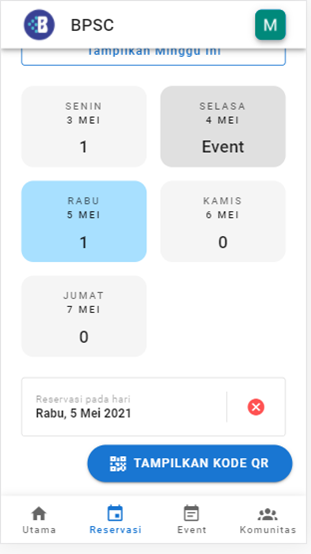 BPSC
M
Tampilkan Minggu Ini
SENIN
3 MEI
1
SELASA
4 MEI
Event
RABU
5 MEI
1
KAMIS
6 MEI
0
JUMAT
7 MEI
0
Reservasi pada hari
Rabu, 5 Mei 2021
TAMPILKAN KODE QR
Utama
Reservasi
Event
Komunitas